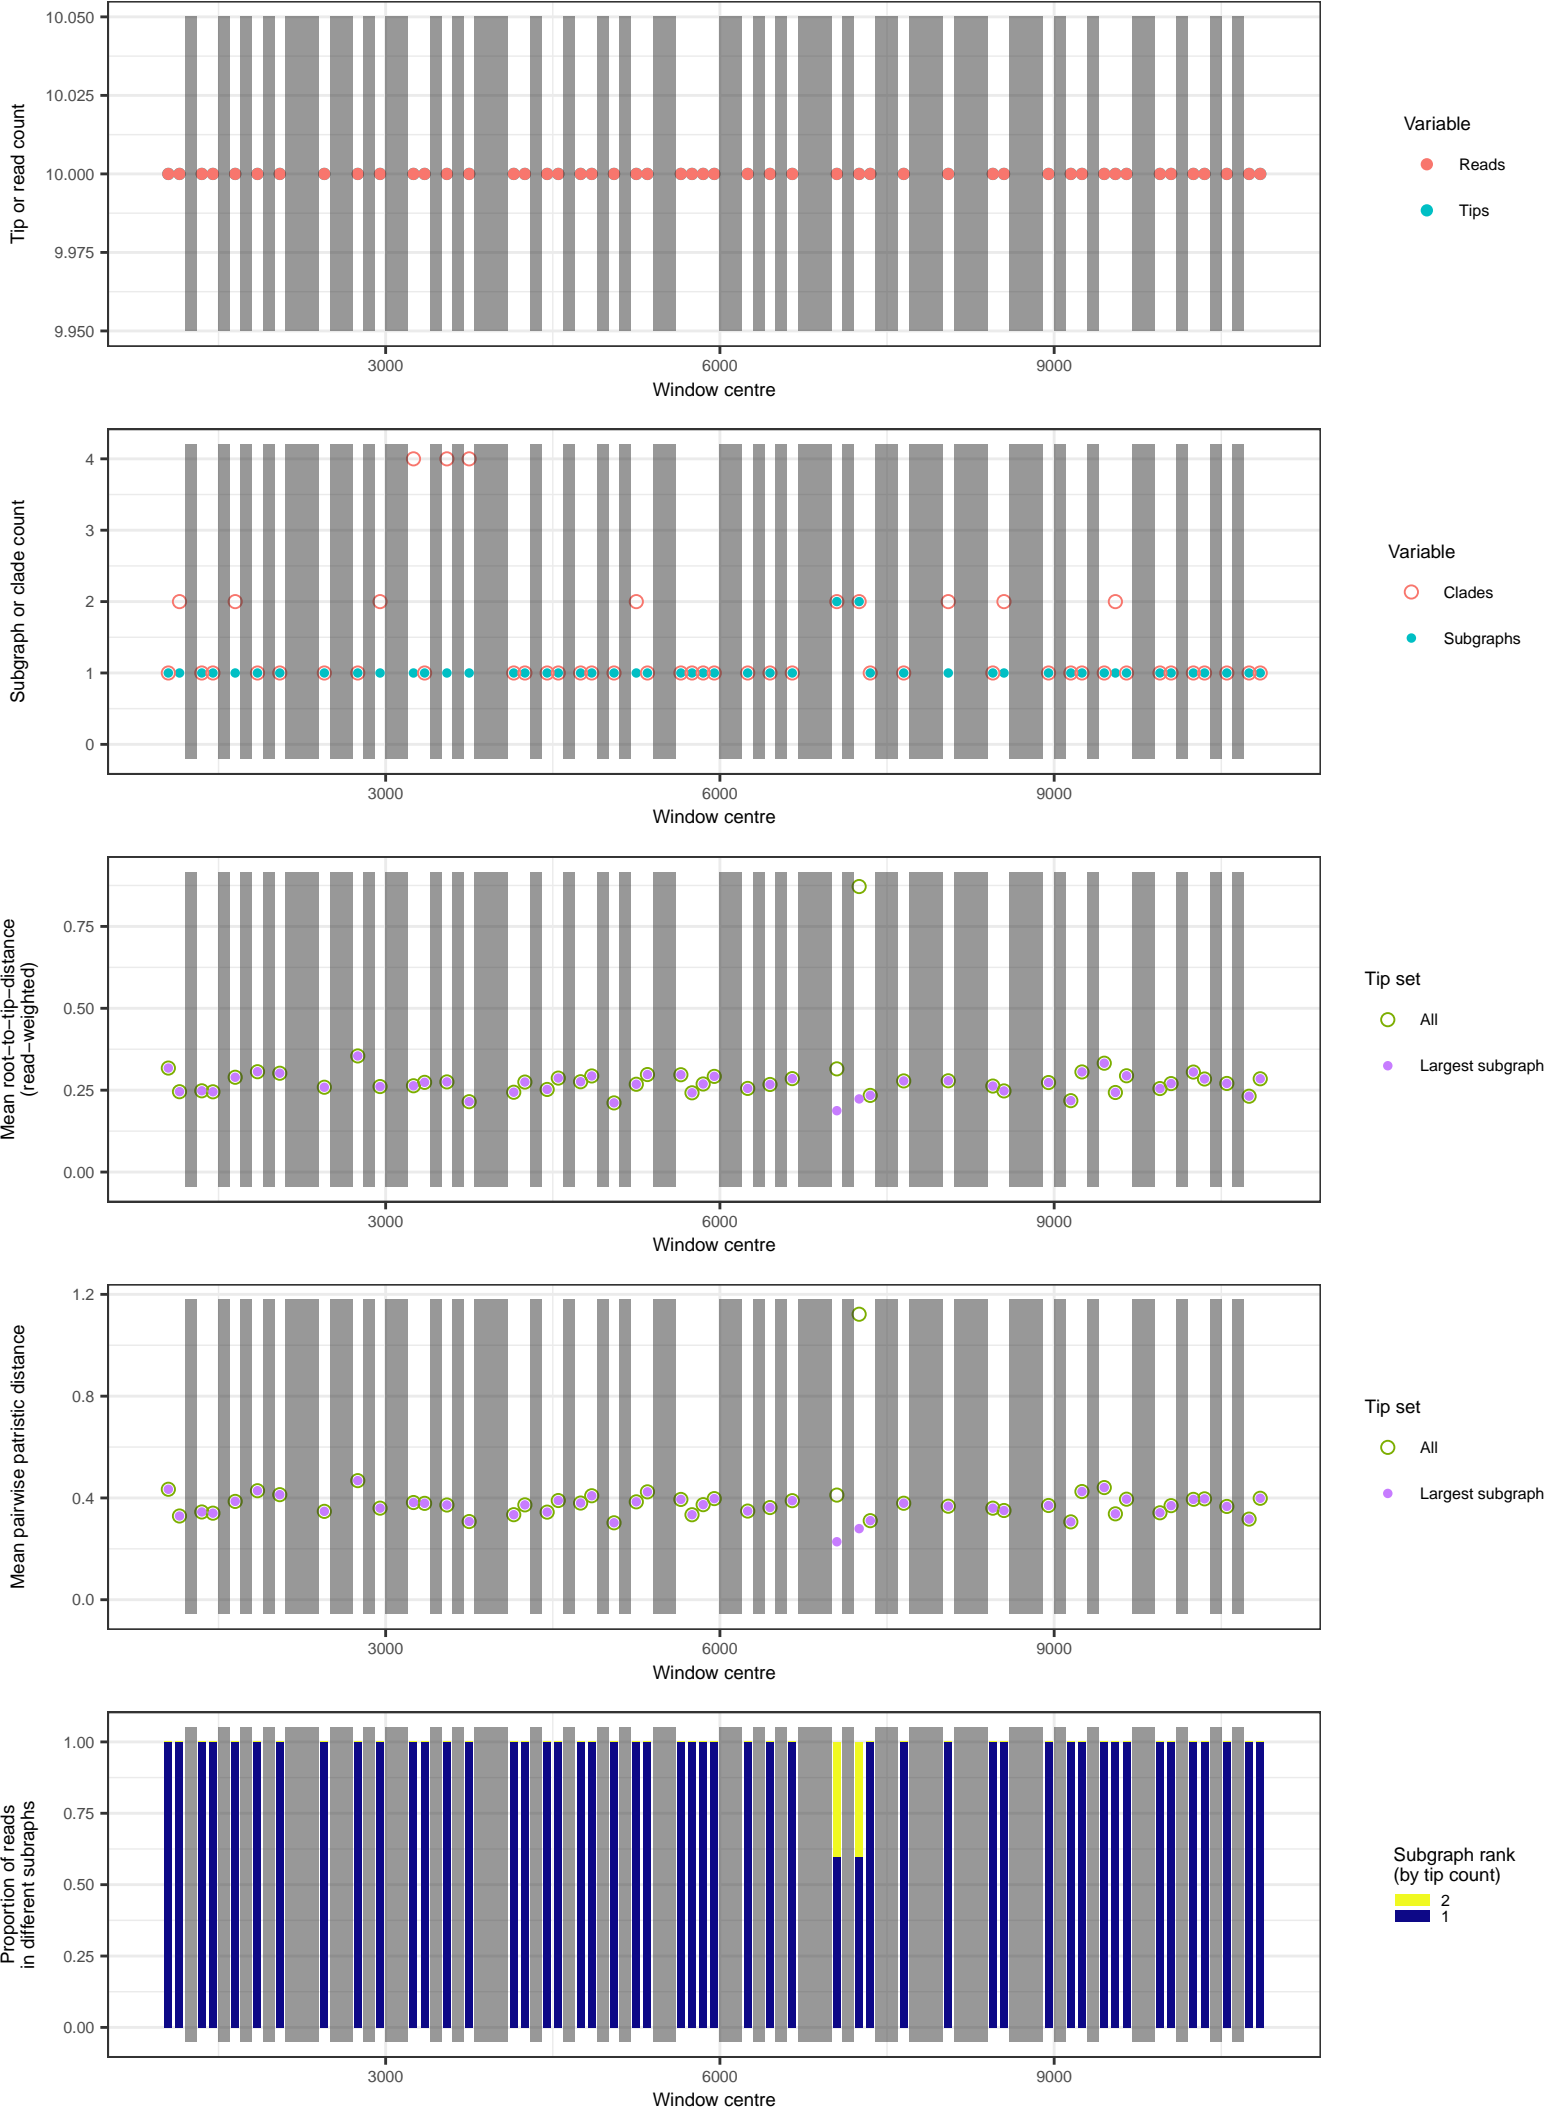 10.050
10.025
10.000
9.975
9.950
Tip or read count
3000
6000
9000
Window centre
Variable
Reads
Tips
4
3
2
1
0
Subgraph or clade count
3000
6000
9000
Window centre
Variable
Clades
Subgraphs
0.75
0.50
0.25
0.00
Mean root−to−tip−distance
(read−weighted)
3000
6000
9000
Window centre
Tip set
All
Largest subgraph
1.2
0.8
0.4
0.0
Mean pairwise patristic distance
3000
6000
9000
Window centre
Tip set
All
Largest subgraph
1.00
0.75
0.50
0.25
0.00
Proportion of reads
in different subraphs
3000
6000
9000
Window centre
Subgraph rank
(by tip count)
2
1